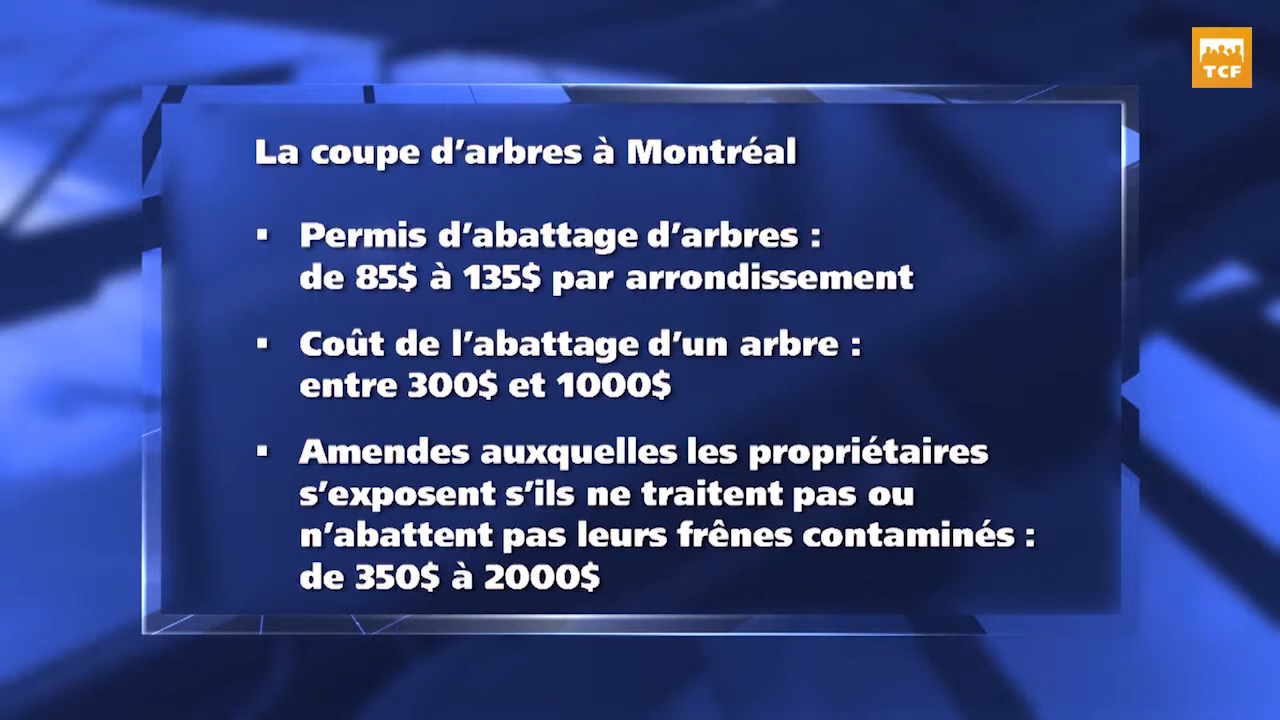 TCF
La coupe d'arbres à Montréal
▪ Permis d'abattage d'arbres :
de 85$ à 135$ par arrondissement
▪ Coût de l'abattage d'un arbre :
entre 300$ et 1000$
▪ Amendes auxquelles les propriétaires
s'exposent s'ils ne traitent pas ou
n'abattent pas leurs frênes contaminés :
de 350$ à 2000$